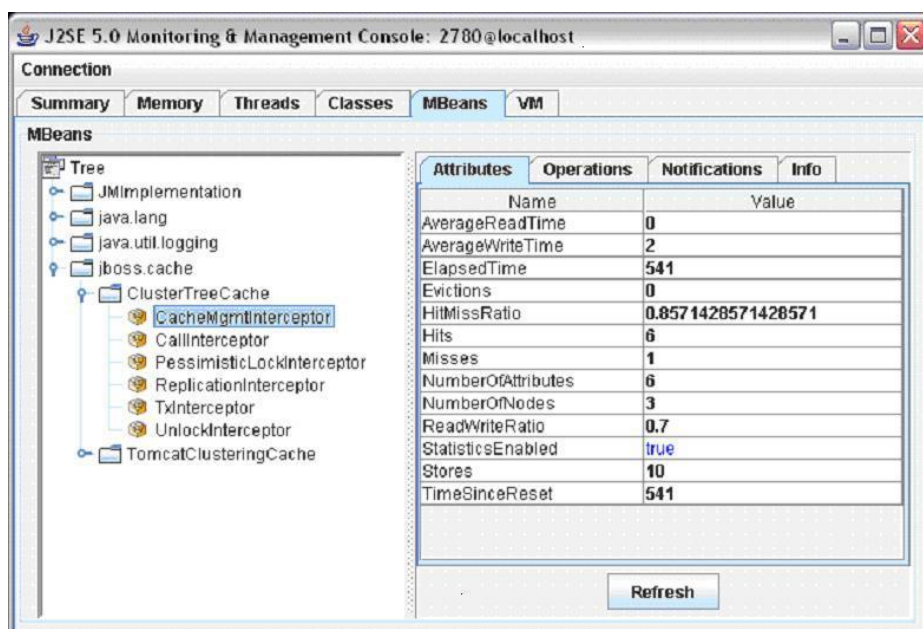 J2SE 5.0 Monitoring & Management Console: 2780@localhost
Connection
Summary Memory Threads Classes MBeans VM
MBeans
Tree
JMImplementation
java.lang
java.util.logging
jboss.cache
ClusterTreeCache
CacheMgmtInterceptor
CallInterceptor
PessimisticLockInterceptor
ReplicationInterceptor
TxInterceptor
UnlockInterceptor
TomcatClusteringCache
Attributes Operations Notifications Info
Name Value
AverageReadTime 0
AverageWriteTime 2
ElapsedTime 541
Evictions 0
HitMissRatio 0.8571428571428571
Hits 6
Misses 1
NumberOfAttributes 6
NumberOfNodes 3
ReadWriteRatio 0.7
StatisticsEnabled true
Stores 10
TimeSinceReset 541
Refresh